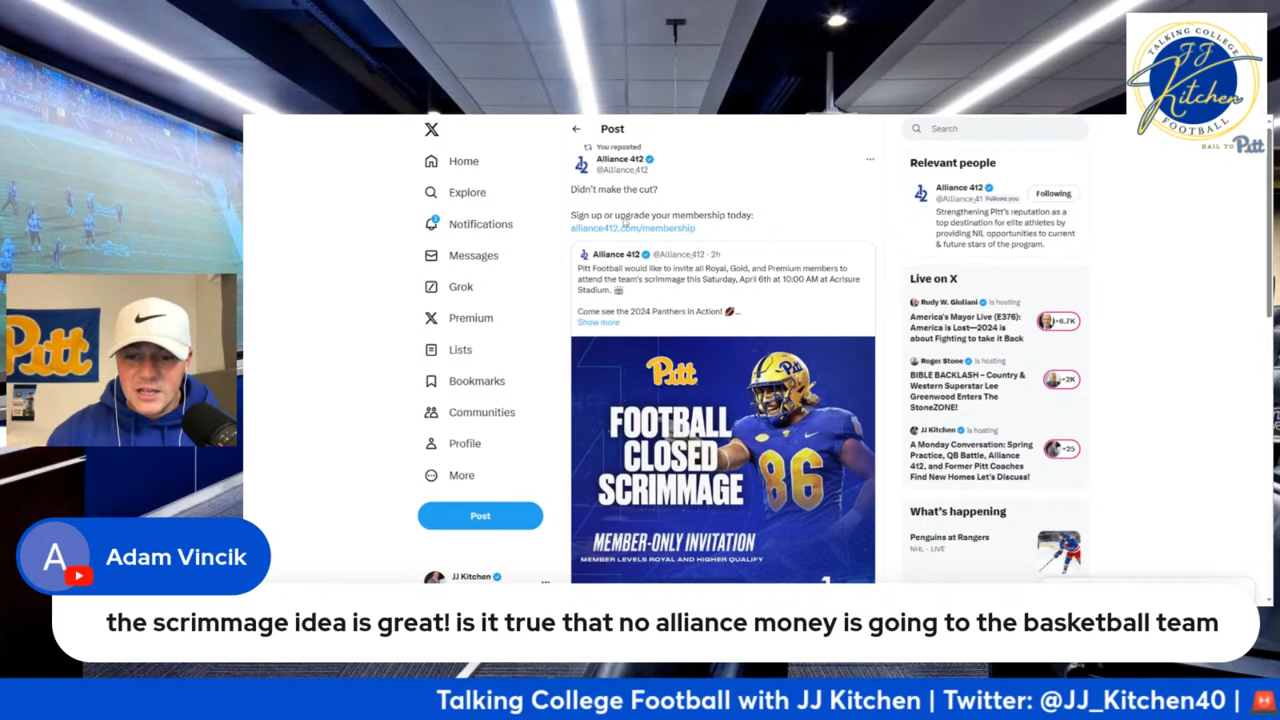 TALKING COLLEGE
JJ
Kitchen
FOOTBALL
HAIL TO Pitt
Post
Search
You reposted
Alliance 412
@Alliance_412
Didn't make the cut?
Sign up or upgrade your membership today:
alliance412.com/membership
Alliance 412 @Alliance_412 · 2h
Pitt Football would like to invite all Royal, Gold, and Premium members to
attend the team's scrimmage this Saturday, April 6th at 10:00 AM at Acrisure
Stadium. 🏟️
Come see the 2024 Panthers in Action! 🏈...
Show more
Pitt
FOOTBALL
CLOSED
SCRIMMAGE
Pitt
86
MEMBER-ONLY INVITATION
MEMBER LEVELS ROYAL AND HIGHER QUALIFY
Home
Explore
2
Notifications
Messages
Grok
Premium
Lists
Bookmarks
Communities
Profile
More
Post
JJ Kitchen
Relevant people
Alliance 412
@Alliance_41 Follows you
Following
Strengthening Pitt's reputation as a
top destination for elite athletes by
providing NIL opportunities to current
& future stars of the program.
Live on X
Rudy W. Giuliani is hosting
America's Mayor Live (E376):
America is Lost—2024 is
about Fighting to take it Back
+6.7K
Roger Stone is hosting
BIBLE BACKLASH – Country &
Western Superstar Lee
Greenwood Enters The
StoneZONE!
+2K
JJ Kitchen is hosting
A Monday Conversation: Spring
Practice, QB Battle, Alliance
412, and Former Pitt Coaches
Find New Homes Let's Discuss!
+25
What's happening
Penguins at Rangers
NHL · LIVE
Pitt
A
Adam Vincik
the scrimmage idea is great! is it true that no alliance money is going to the basketball team
Talking College Football with JJ Kitchen | Twitter: @JJ_Kitchen40 | 🚨